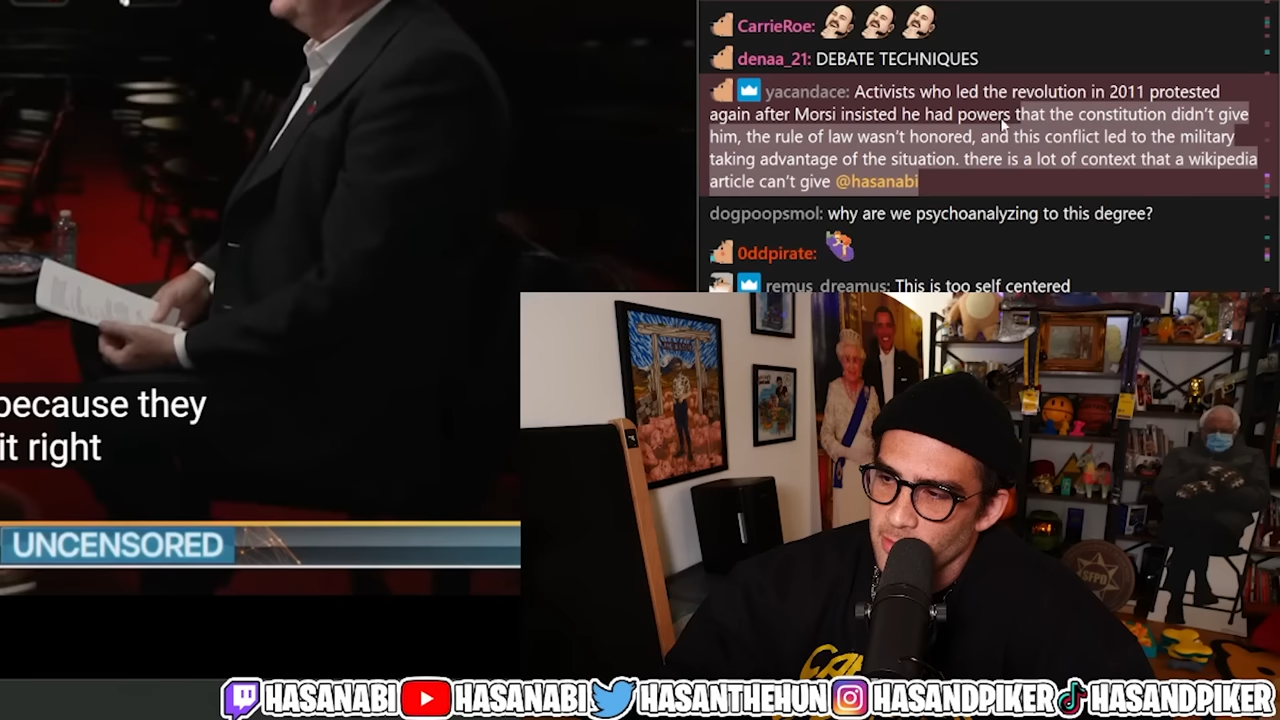 CarrieRoe:
denaa_21: DEBATE TECHNIQUES
yacandace: Activists who led the revolution in 2011 protested
again after Morsi insisted he had powers that the constitution didn't give
him, the rule of law wasn't honored, and this conflict led to the military
taking advantage of the situation. there is a lot of context that a wikipedia
article can't give @hasanabi
dogpoopsmol: why are we psychoanalyzing to this degree?
0ddpirate:
remus_dreamus: This is too self centered
because they
it right
UNCENSORED
SFPD
HASANABI HASANABI HASANTHEHUN HASANDPIKER HASANDPIKER